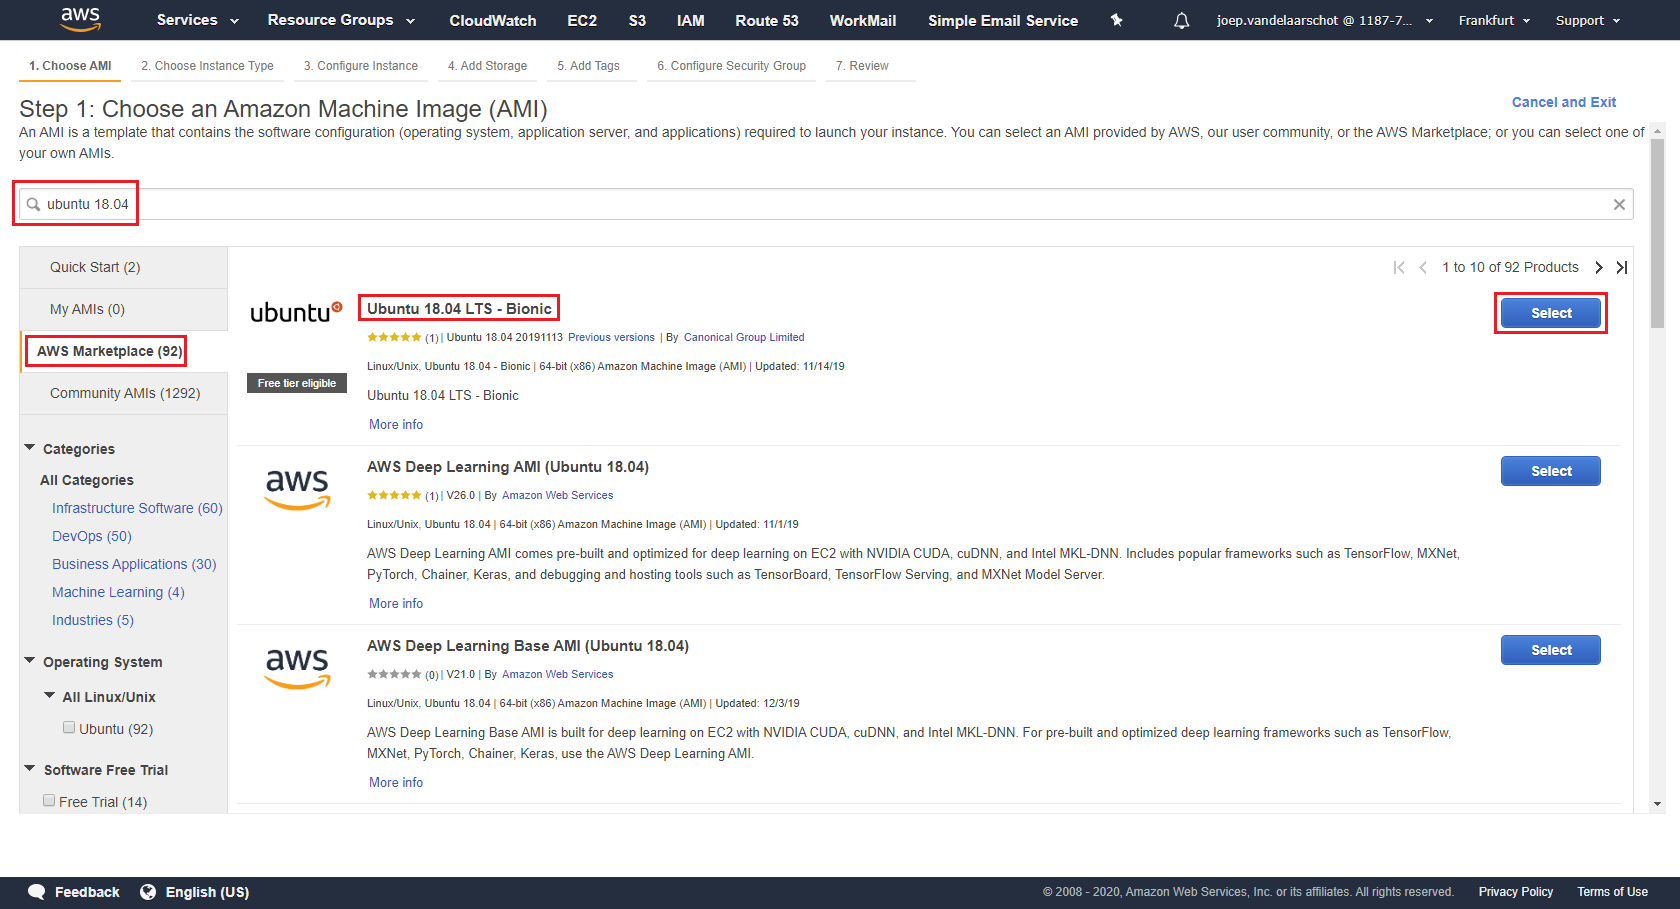 aws Services Resource Groups CloudWatch EC2 S3 IAM Route 53 WorkMail Simple Email Service joep.vandelaarschot @ 1187-7... Frankfurt Support
1. Choose AMI 2. Choose Instance Type 3. Configure Instance 4. Add Storage 5. Add Tags 6. Configure Security Group 7. Review
Step 1: Choose an Amazon Machine Image (AMI)
Cancel and Exit
An AMI is a template that contains the software configuration (operating system, application server, and applications) required to launch your instance. You can select an AMI provided by AWS, our user community, or the AWS Marketplace; or you can select one of
your own AMIs.
ubuntu 18.04
Quick Start (2)
My AMIs (0)
AWS Marketplace (92)
Community AMIs (1292)
Categories
All Categories
Infrastructure Software (60)
DevOps (50)
Business Applications (30)
Machine Learning (4)
Industries (5)
Operating System
All Linux/Unix
Ubuntu (92)
Software Free Trial
Free Trial (14)
1 to 10 of 92 Products
ubuntu
Free tier eligible
Ubuntu 18.04 LTS - Bionic
Select
(1) | Ubuntu 18.04 20191113 Previous versions | By Canonical Group Limited
Linux/Unix, Ubuntu 18.04 - Bionic | 64-bit (x86) Amazon Machine Image (AMI) | Updated: 11/14/19
Ubuntu 18.04 LTS - Bionic
More info
aws
AWS Deep Learning AMI (Ubuntu 18.04)
Select
(1) | V26.0 | By Amazon Web Services
Linux/Unix, Ubuntu 18.04 | 64-bit (x86) Amazon Machine Image (AMI) | Updated: 11/1/19
AWS Deep Learning AMI comes pre-built and optimized for deep learning on EC2 with NVIDIA CUDA, cuDNN, and Intel MKL-DNN. Includes popular frameworks such as TensorFlow, MXNet,
PyTorch, Chainer, Keras, and debugging and hosting tools such as TensorBoard, TensorFlow Serving, and MXNet Model Server.
More info
aws
AWS Deep Learning Base AMI (Ubuntu 18.04)
Select
(0) | V21.0 | By Amazon Web Services
Linux/Unix, Ubuntu 18.04 | 64-bit (x86) Amazon Machine Image (AMI) | Updated: 12/3/19
AWS Deep Learning Base AMI is built for deep learning on EC2 with NVIDIA CUDA, cuDNN, and Intel MKL-DNN. For pre-built and optimized deep learning frameworks such as TensorFlow,
MXNet, PyTorch, Chainer, Keras, use the AWS Deep Learning AMI.
More info
Feedback English (US) © 2008 - 2020, Amazon Web Services, Inc. or its affiliates. All rights reserved. Privacy Policy Terms of Use